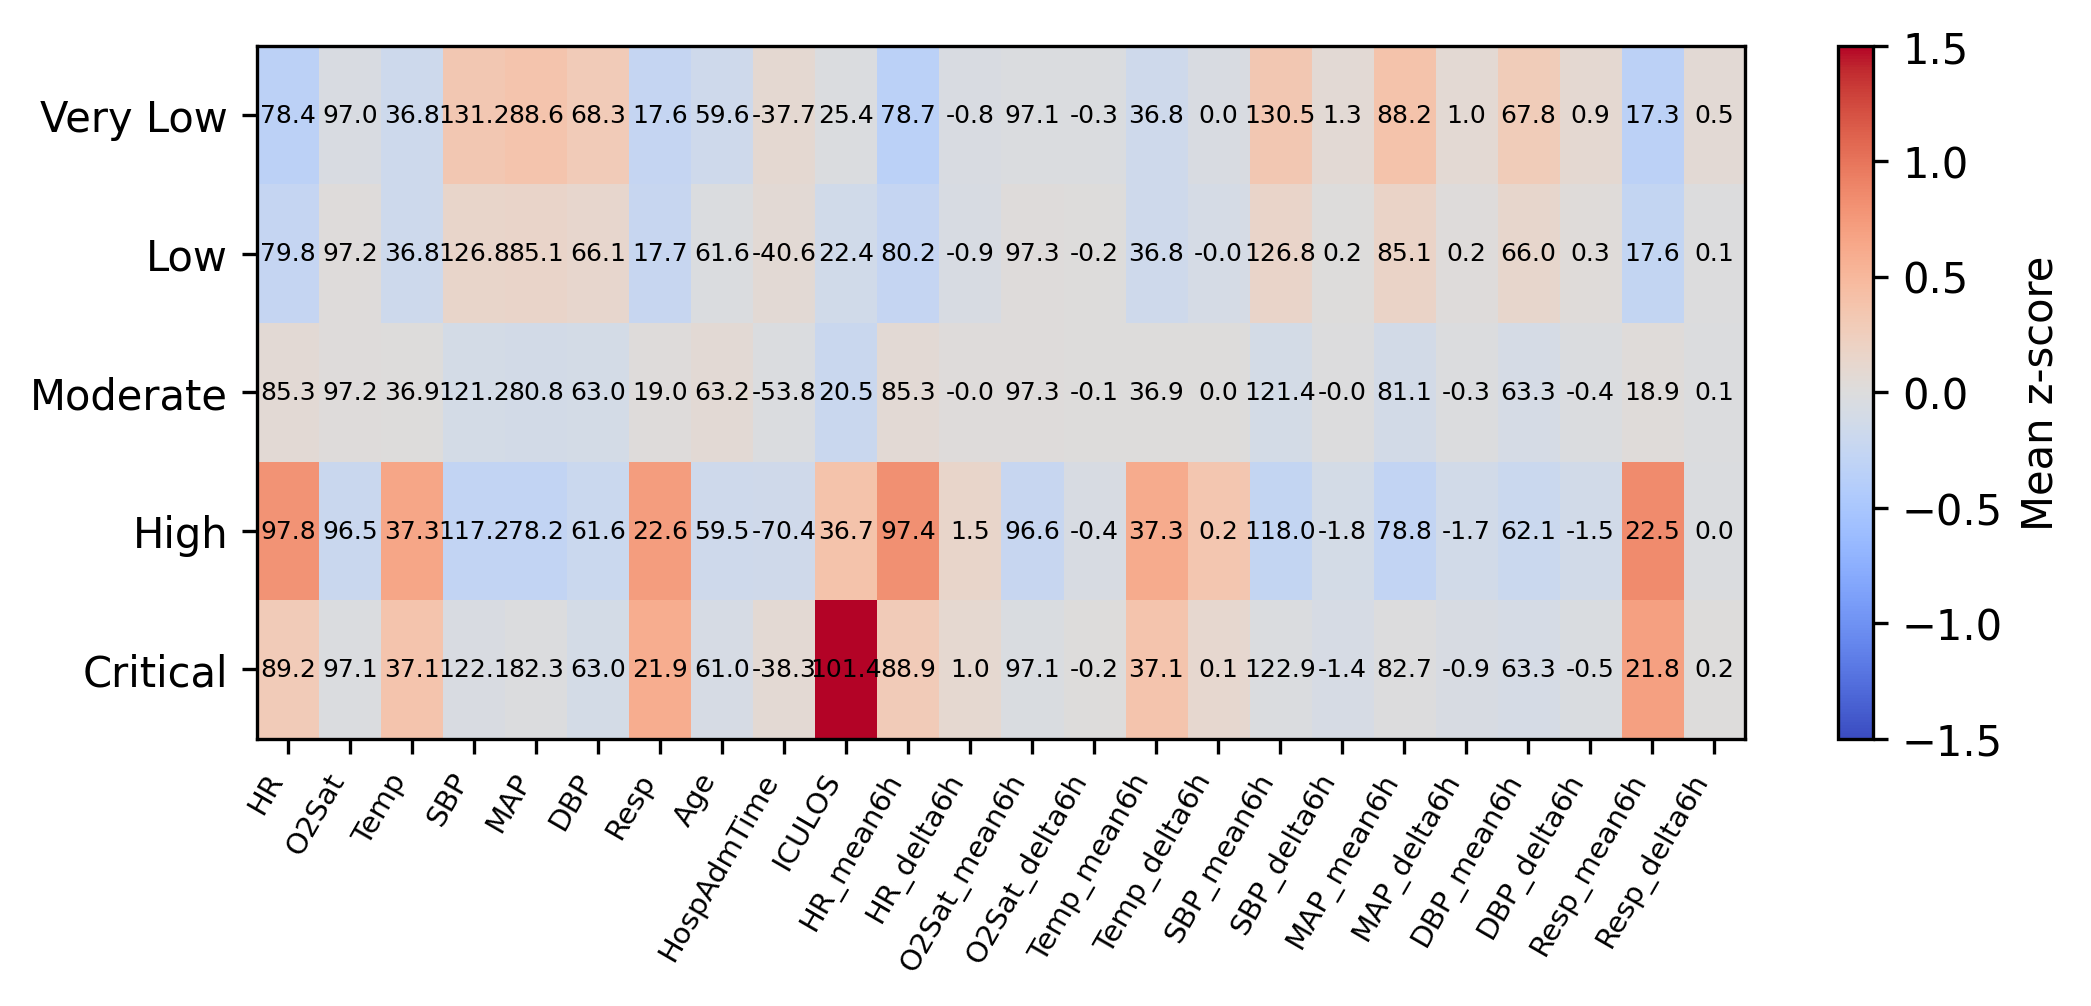 Very Low 78.4 97.0 36.8 131.2 88.6 68.3 17.6 59.6 -37.7 25.4 78.7 -0.8 97.1 -0.3 36.8 0.0 130.5 1.3 88.2 1.0 67.8 0.9 17.3 0.5
Low 79.8 97.2 36.8 126.8 85.1 66.1 17.7 61.6 -40.6 22.4 80.2 -0.9 97.3 -0.2 36.8 -0.0 126.8 0.2 85.1 0.2 66.0 0.3 17.6 0.1
Moderate 85.3 97.2 36.9 121.2 80.8 63.0 19.0 63.2 -53.8 20.5 85.3 -0.0 97.3 -0.1 36.9 0.0 121.4 -0.0 81.1 -0.3 63.3 -0.4 18.9 0.1
High 97.8 96.5 37.3 117.2 78.2 61.6 22.6 59.5 -70.4 36.7 97.4 1.5 96.6 -0.4 37.3 0.2 118.0 -1.8 78.8 -1.7 62.1 -1.5 22.5 0.0
Critical 89.2 97.1 37.1 122.1 82.3 63.0 21.9 61.0 -38.3 101.4 88.9 1.0 97.1 -0.2 37.1 0.1 122.9 -1.4 82.7 -0.9 63.3 -0.5 21.8 0.2
HR
O2Sat
Temp
SBP
MAP
DBP
Resp
Age
HospAdmTime
ICULOS
HR_mean6h
HR_delta6h
O2Sat_mean6h
O2Sat_delta6h
Temp_mean6h
Temp_delta6h
SBP_mean6h
SBP_delta6h
MAP_mean6h
MAP_delta6h
DBP_mean6h
DBP_delta6h
Resp_mean6h
Resp_delta6h
1.5
1.0
0.5
0.0
−0.5
−1.0
−1.5
Mean z-score